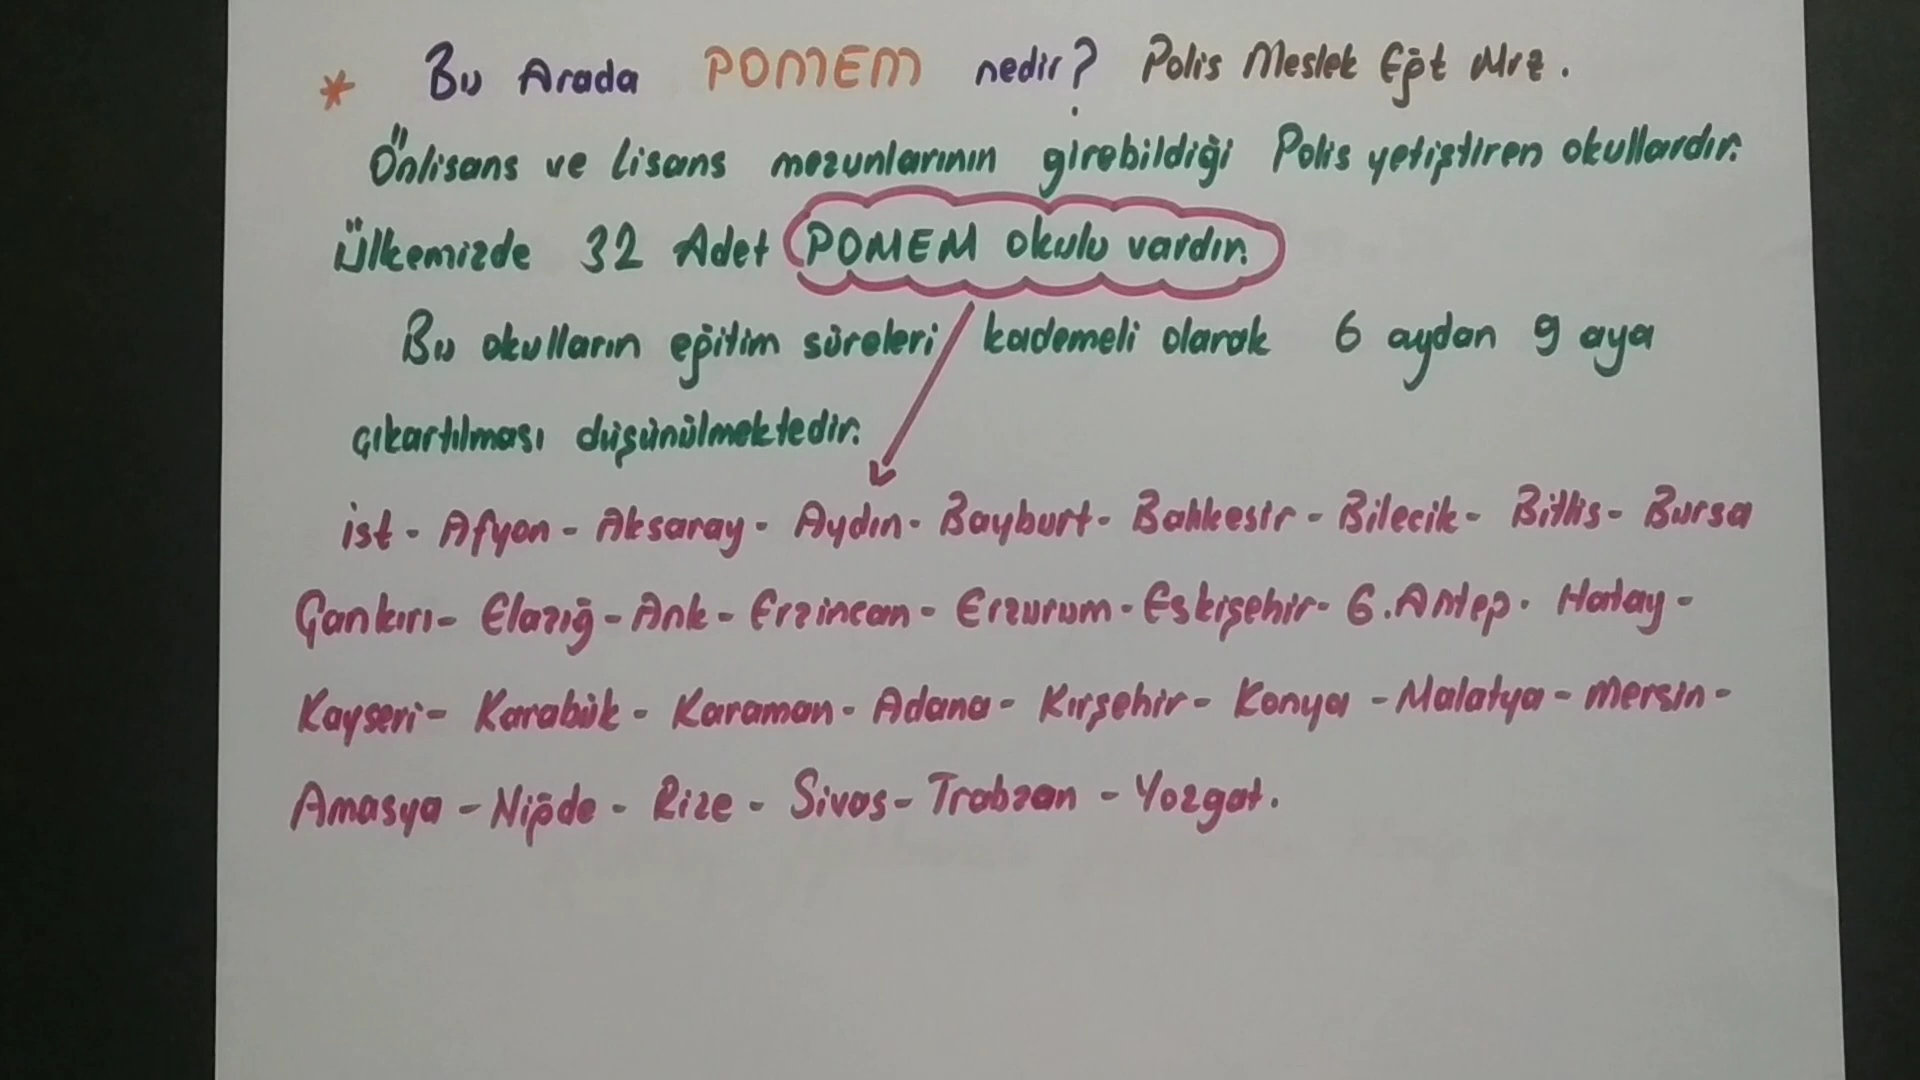 * Bu Arada POMEM nedir? Polis Meslek Eğt Mrz.
Önlisans ve Lisans mezunlarının girebildiği Polis yetiştiren okullardır.
Ülkemizde 32 Adet POMEM okulu vardır.
Bu okulların eğitim süreleri kademeli olarak 6 aydan 9 aya
çıkartılması düşünülmektedir.
ist - Afyon - Aksaray - Aydın - Bayburt - Balıkesir - Bilecik - Bitlis - Bursa
Çankırı - Elazığ - Ank - Erzincan - Erzurum - Eskişehir - G.Antep - Hatay -
Kayseri - Karabük - Karaman - Adana - Kırşehir - Konya - Malatya - Mersin -
Amasya - Niğde - Rize - Sivas - Trabzon - Yozgat.